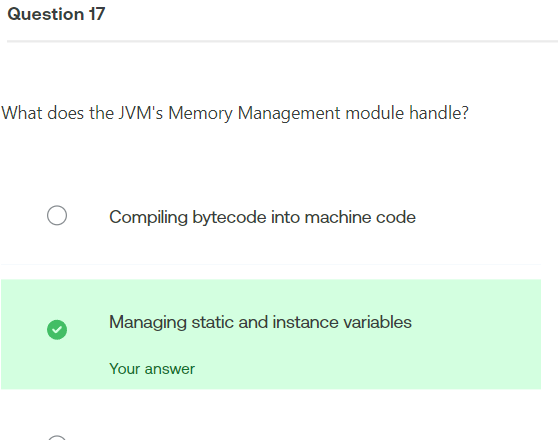 Question 17
What does the JVM's Memory Management module handle?
Compiling bytecode into machine code
Managing static and instance variables
Your answer